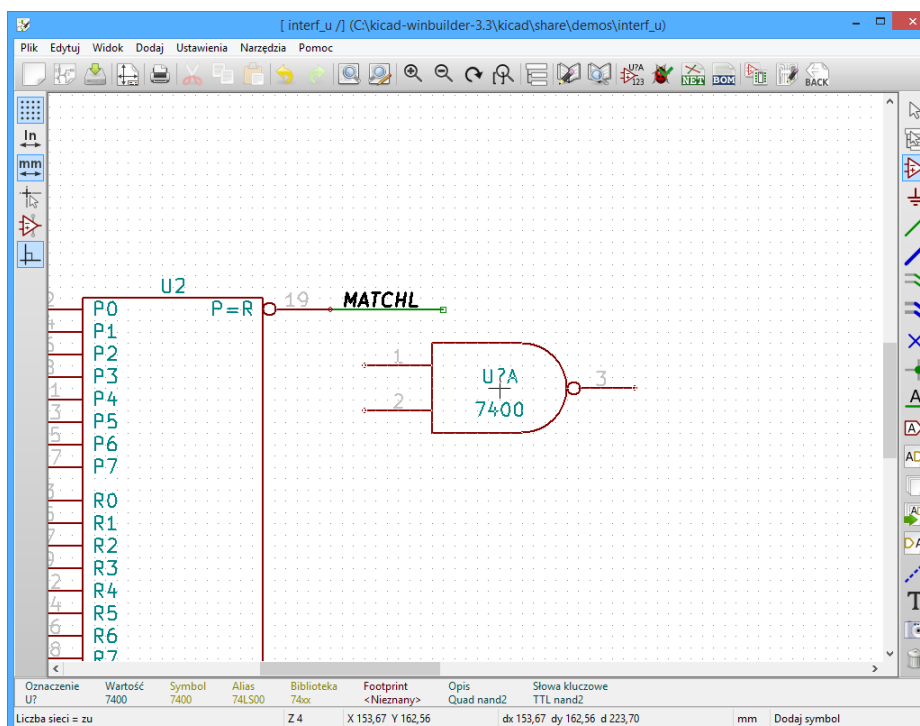 [ interf_u /] (C:\kicad-winbuilder-3.3\kicad\share\demos\interf_u)
Plik Edytuj Widok Dodaj Ustawienia Narzędzia Pomoc
U?A
123
NET
BOM
BACK
In
mm
U2
19
MATCHL
P0
P=R
P1
P2
P3
P4
P5
P6
P7
R0
R1
R2
R3
R4
R5
R6
R7
1
2
3
U?A
7400
A
T
Oznaczenie Wartość Symbol Alias Biblioteka Footprint Opis Słowa kluczowe
U? 7400 7400 74LS00 74xx <Nieznany> Quad nand2 TTL nand2
Liczba sieci = zu Z 4 X 153,67 Y 162,56 dx 153,67 dy 162,56 d 223,70 mm Dodaj symbol